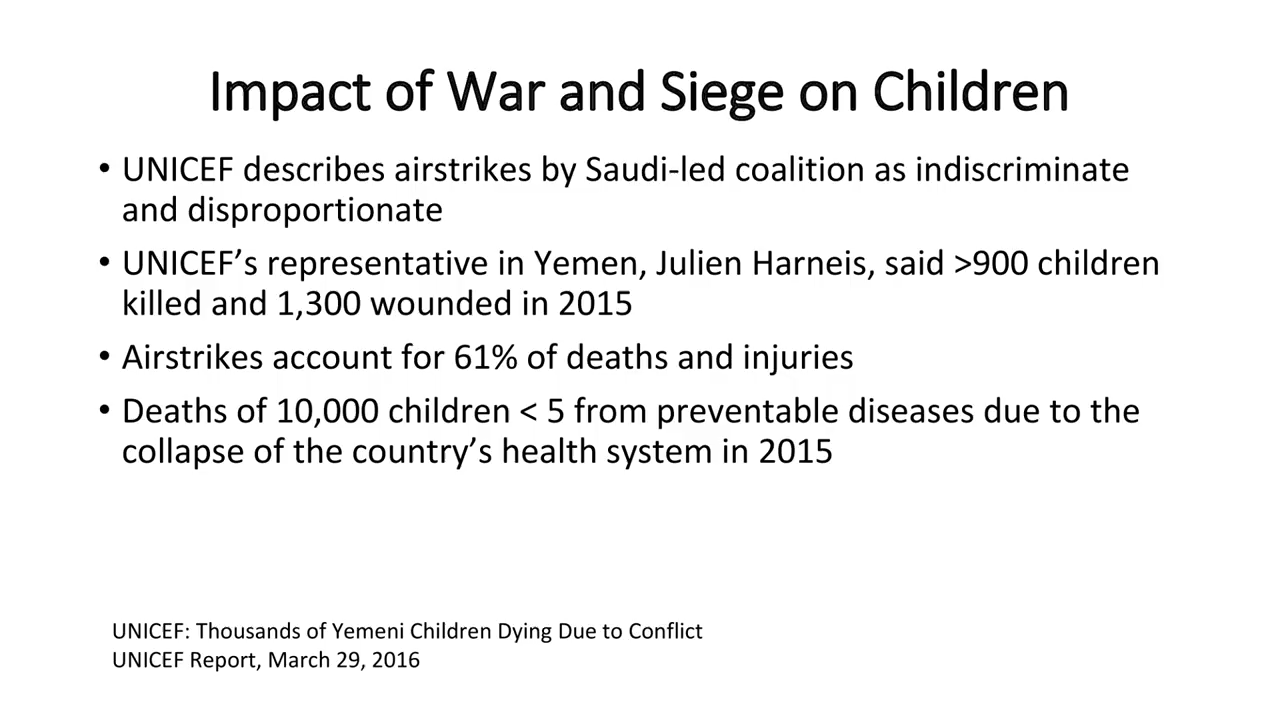 Impact of War and Siege on Children
• UNICEF describes airstrikes by Saudi-led coalition as indiscriminate
and disproportionate
• UNICEF’s representative in Yemen, Julien Harneis, said >900 children
killed and 1,300 wounded in 2015
• Airstrikes account for 61% of deaths and injuries
• Deaths of 10,000 children < 5 from preventable diseases due to the
collapse of the country’s health system in 2015
UNICEF: Thousands of Yemeni Children Dying Due to Conflict
UNICEF Report, March 29, 2016